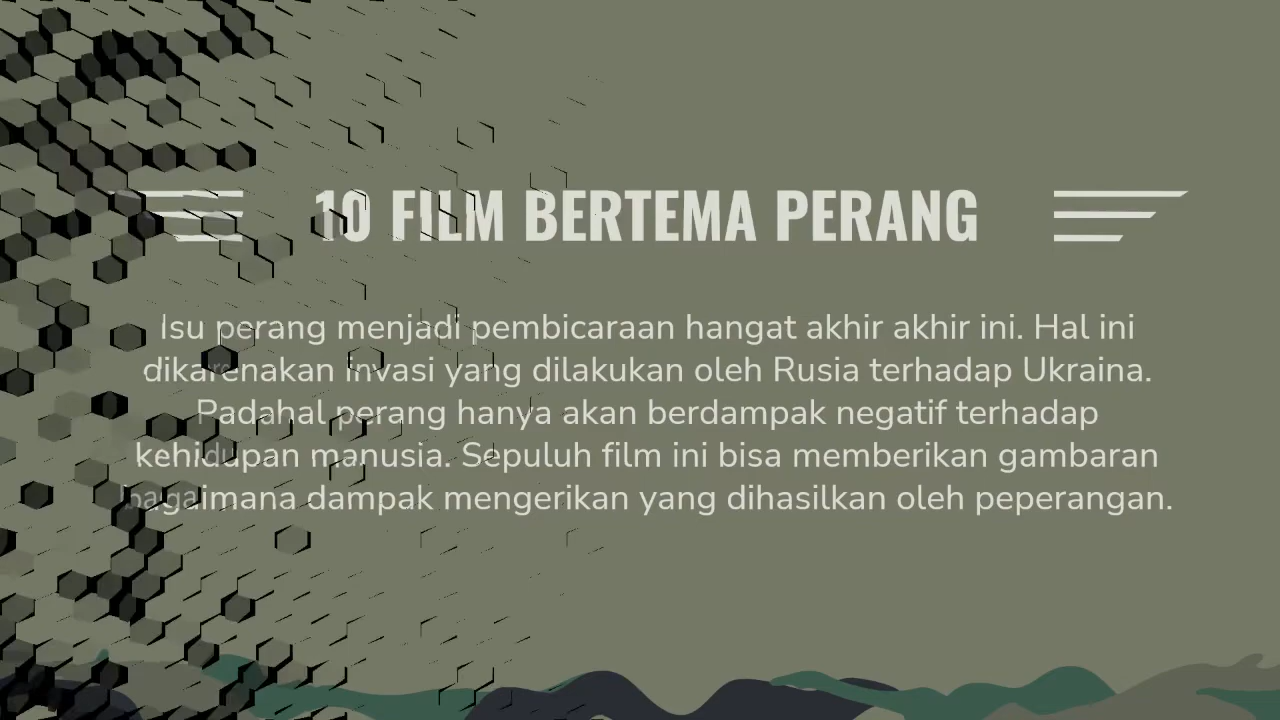 10 FILM BERTEMA PERANG
Isu perang menjadi pembicaraan hangat akhir akhir ini. Hal ini
dikarenakan invasi yang dilakukan oleh Rusia terhadap Ukraina.
Padahal perang hanya akan berdampak negatif terhadap
kehidupan manusia. Sepuluh film ini bisa memberikan gambaran
bagaimana dampak mengerikan yang dihasilkan oleh peperangan.